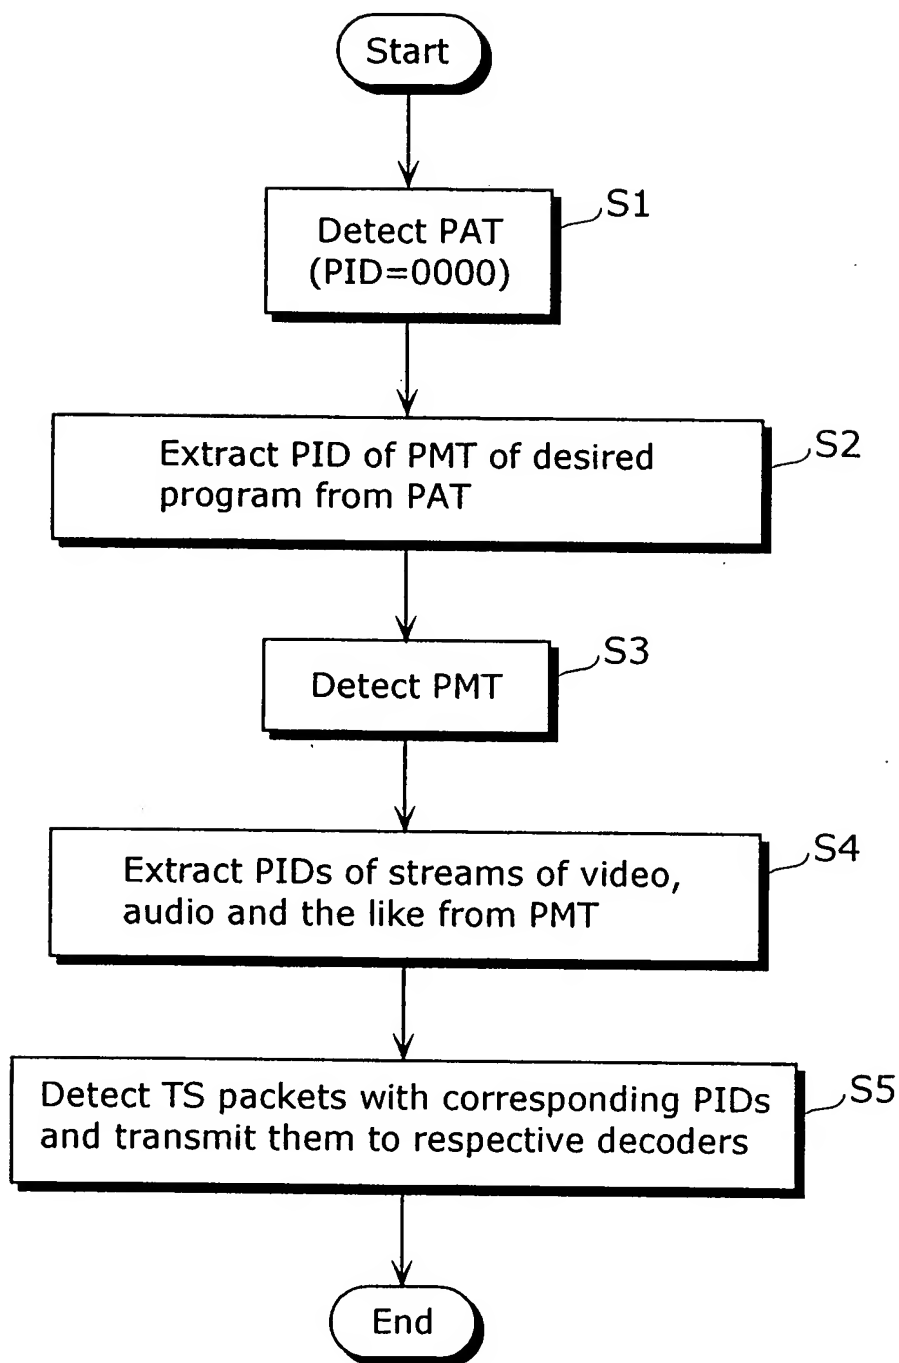 Start
S1
Detect PAT
(PID=0000)
S2
Extract PID of PMT of desired
program from PAT
S3
Detect PMT
S4
Extract PIDs of streams of video,
audio and the like from PMT
S5
Detect TS packets with corresponding PIDs
and transmit them to respective decoders
End